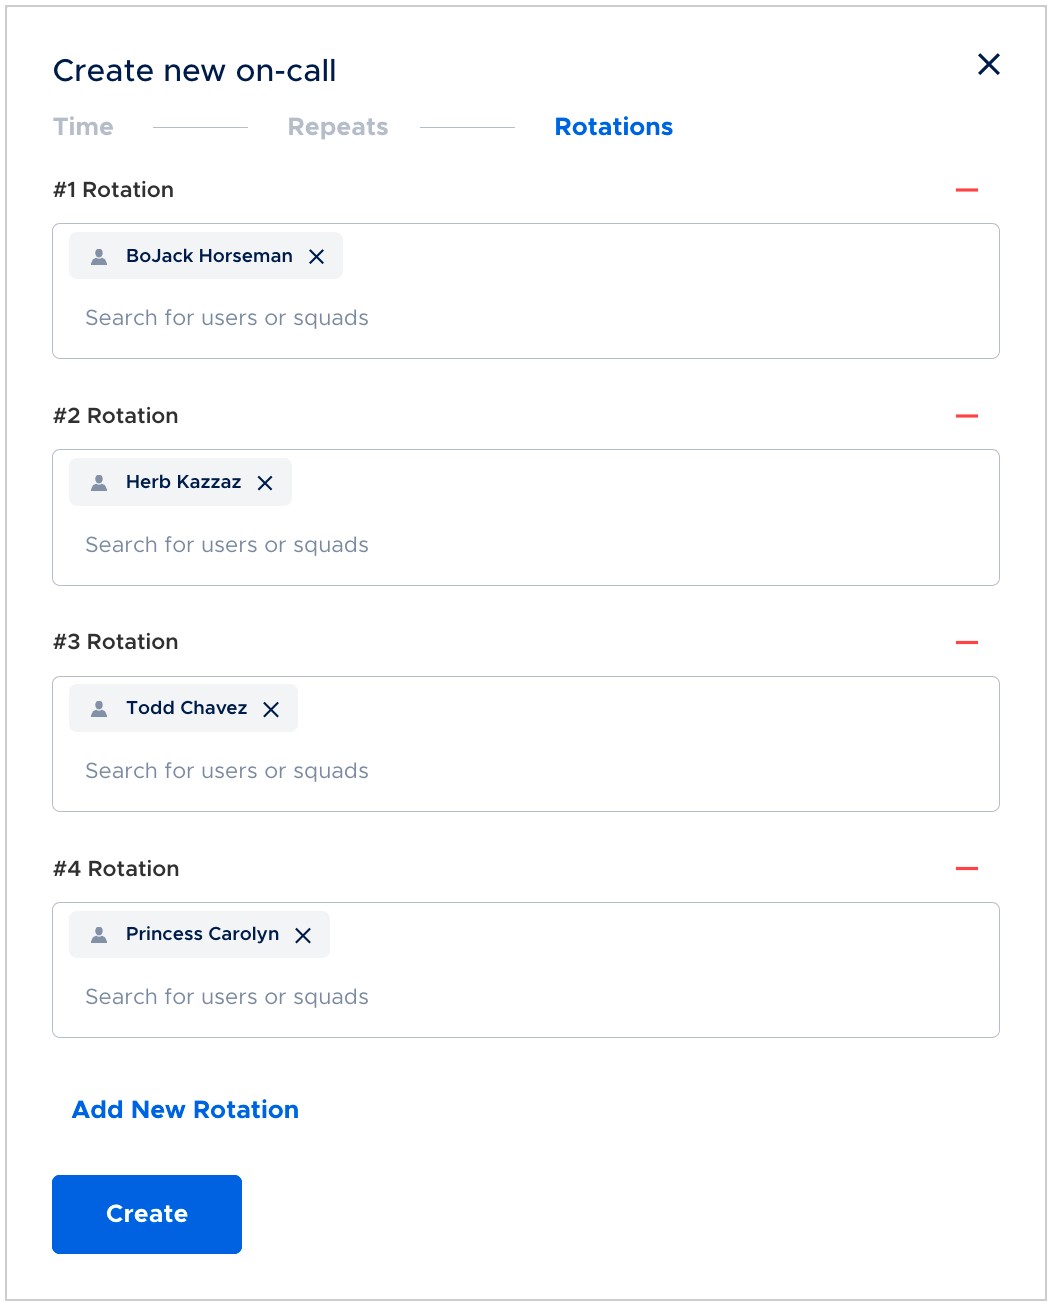 Create new on-call
Time Repeats Rotations
#1 Rotation
BoJack Horseman
Search for users or squads
#2 Rotation
Herb Kazzaz
Search for users or squads
#3 Rotation
Todd Chavez
Search for users or squads
#4 Rotation
Princess Carolyn
Search for users or squads
Add New Rotation
Create